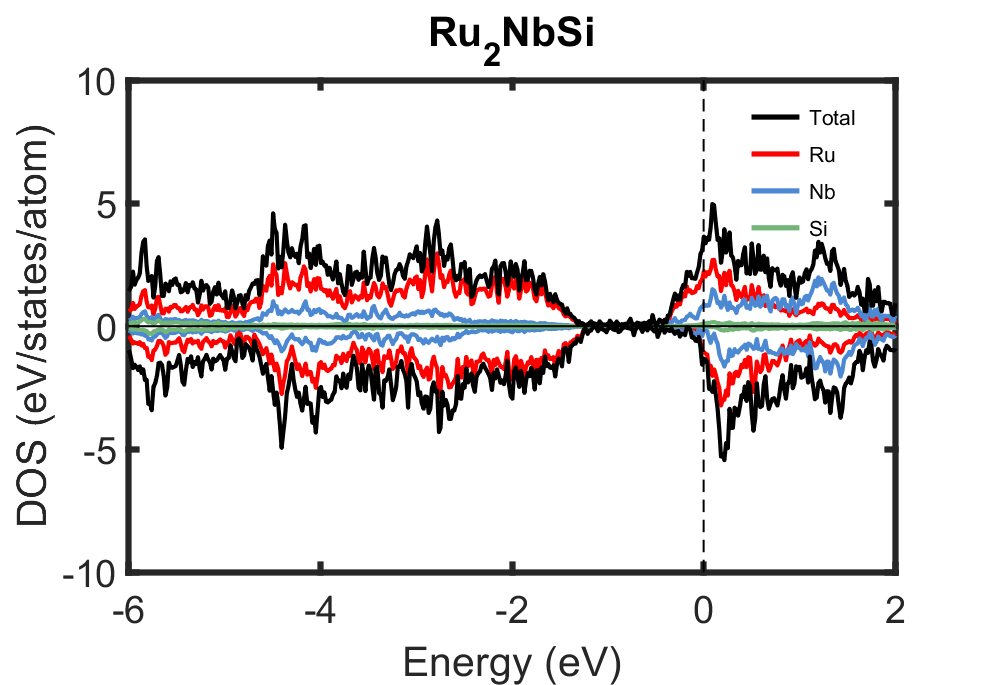 Ru2NbSi
10
5
0
-5
-10
DOS (eV/states/atom)
Total
Ru
Nb
Si
-6 -4 -2 0 2
Energy (eV)